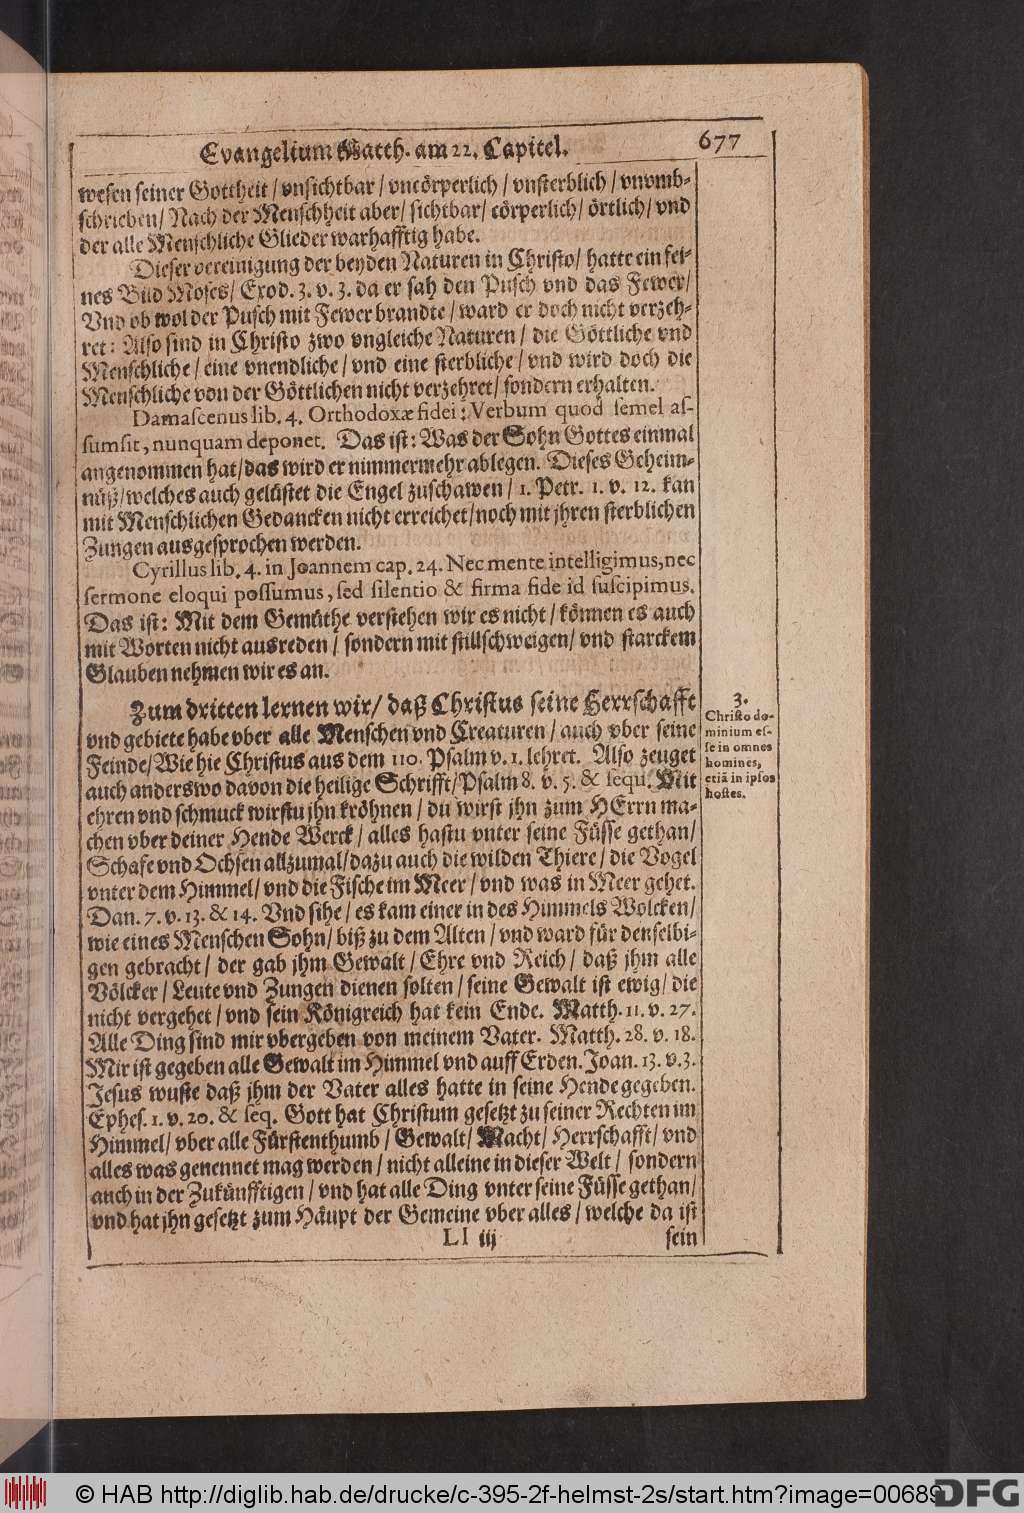 Evangelium Matth. am 22. Capitel. 677
wesen seiner Gottheit / vnsichtbar / vncörperlich / vnsterblich / vnvmb-
schrieben / Nach der Menschheit aber / sichtbar / cörperlich / örtlich / vnd
der alle Menschliche Glieder warhafftig habe.
Dieser vereinigung der beyden Naturen in Christo / hatte ein fei-
nes Bild Moses / Exod. 3. v. 3. da er sah den Pusch vnd das Fewer /
Vnd ob wol der Pusch mit Fewer brandte / ward er doch nicht verzeh-
ret: Also sind in Christo zwo vngleiche Naturen / die Göttliche vnd
Menschliche / eine vnendliche / vnd eine sterbliche / vnd wird doch die
Menschliche von der Göttlichen nicht verzehret / sondern erhalten.
Damascenus lib. 4. Orthodoxæ fidei: Verbum quod semel as-
sumsit, nunquam deponet. Das ist: Was der Sohn Gottes einmal
angenommen hat / das wird er nimmermehr ablegen. Dieses Geheim-
nüß / welches auch gelüstet die Engel zuschawen / 1. Petr. 1. v. 12. kan
mit Menschlichen Gedancken nicht erreichet / noch mit jhren sterblichen
Zungen ausgesprochen werden.
Cyrillus lib. 4. in Joannem cap. 24. Nec mente intelligimus, nec
sermone eloqui possumus, sed silentio & firma fide id suscipimus.
Das ist: Mit dem Gemüthe verstehen wir es nicht / können es auch
mit Worten nicht ausreden / sondern mit stillschweigen / vnd starckem
Glauben nehmen wir es an.
Zum dritten lernen wir / daß Christus seine Herrschafft
vnd gebiete habe vber alle Menschen vnd Creaturen / auch vber seine
Feinde / Wie hie Christus aus dem 110. Psalm v. 1. lehret. Also zeuget
auch anderswo davon die heilige Schrifft / Psalm 8. v. 5. & sequ. Mit
ehren vnd schmuck wirstu jhn kröhnen / du wirst jhn zum HErrn ma-
chen vber deiner Hende Werck / alles hastu vnter seine Füsse gethan /
Schafe vnd Ochsen allzumal / dazu auch die wilden Thiere / die Vogel
vnter dem Himmel / vnd die Fische im Meer / vnd was in Meer gehet.
Dan. 7. v. 13. & 14. Vnd sihe / es kam einer in des Himmels Wolcken /
wie eines Menschen Sohn / biß zu dem Alten / vnd ward für denselbi-
gen gebracht / der gab jhm Gewalt / Ehre vnd Reich / daß jhm alle
Völcker / Leute vnd Zungen dienen solten / seine Gewalt ist ewig / die
nicht vergehet / vnd sein Königreich hat kein Ende. Matth. 11. v. 27.
Alle Ding sind mir vbergeben von meinem Vater. Matth. 28. v. 18.
Mir ist gegeben alle Gewalt im Himmel vnd auff Erden. Joan. 13. v. 3.
Jesus wuste daß jhm der Vater alles hatte in seine Hende gegeben.
Ephes. 1. v. 20. & seq. Gott hat Christum gesetzt zu seiner Rechten im
Himmel / vber alle Fürstenthumb / Gewalt / Macht / Herrschafft / vnd
alles was genennet mag werden / nicht alleine in dieser Welt / sondern
auch in der Zukünfftigen / vnd hat alle Ding vnter seine Füsse gethan /
vnd hat jhn gesetzt zum Häupt der Gemeine vber alles / welche da ist
Ll iij sein
3.
Christo do-
minium es-
se in omnes
homines,
etiã in ipsos
hostes.
© HAB http://diglib.hab.de/drucke/c-395-2f-helmst-2s/start.htm?image=00689
DFG